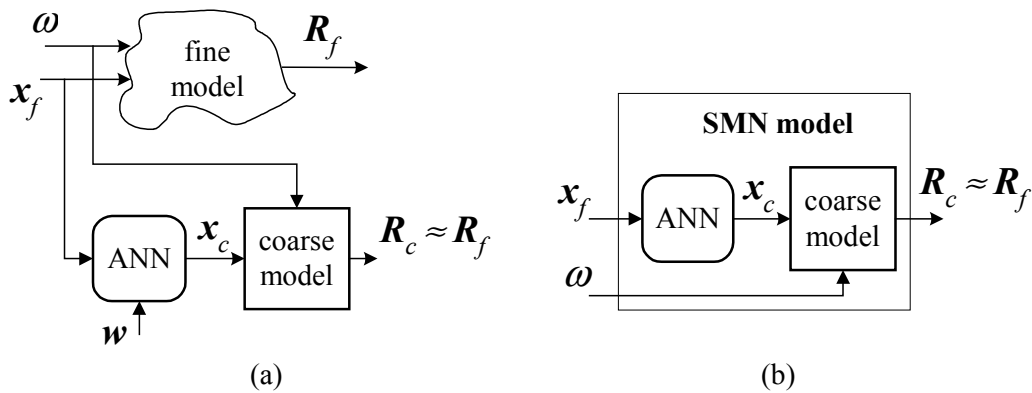 ω
x_f
fine
model
R_f
ANN
w
x_c
coarse
model
R_c ≈ R_f
(a)
SMN model
x_f
ANN
x_c
coarse
model
R_c ≈ R_f
ω
(b)